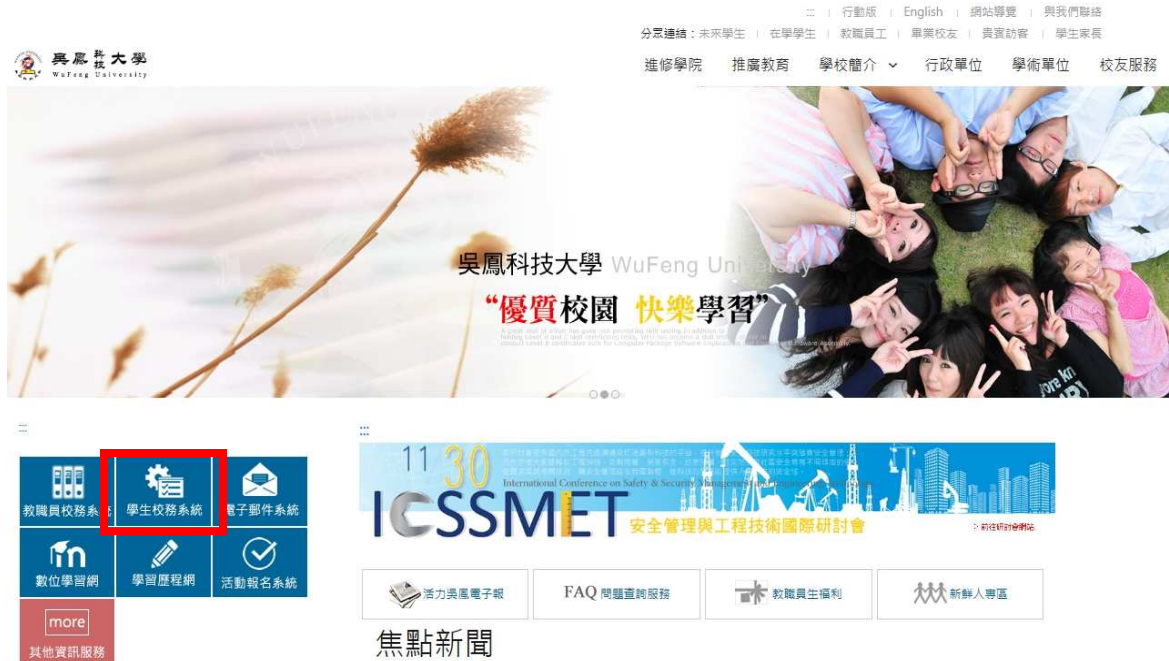 ::: | 行動版 | English | 網站導覽 | 與我們聯絡
分眾連結：未來學生 | 在學學生 | 教職員工 | 畢業校友 | 貴賓訪客 | 學生家長
吳鳳科技大學
WuFeng University
進修學院 推廣教育 學校簡介 行政單位 學術單位 校友服務
吳鳳科技大學 WuFeng University
“優質校園 快樂學習”
:::
:::
教職員校務系統 學生校務系統 電子郵件系統
數位學習網 學習歷程網 活動報名系統
more
其他資訊服務
11 30
International Conference on Safety & Security Management and Engineering Technology
ICSSMET 安全管理與工程技術國際研討會
前往研討會網站
活力吳鳳電子報 FAQ 問題查詢服務 教職員生福利 新鮮人專區
焦點新聞